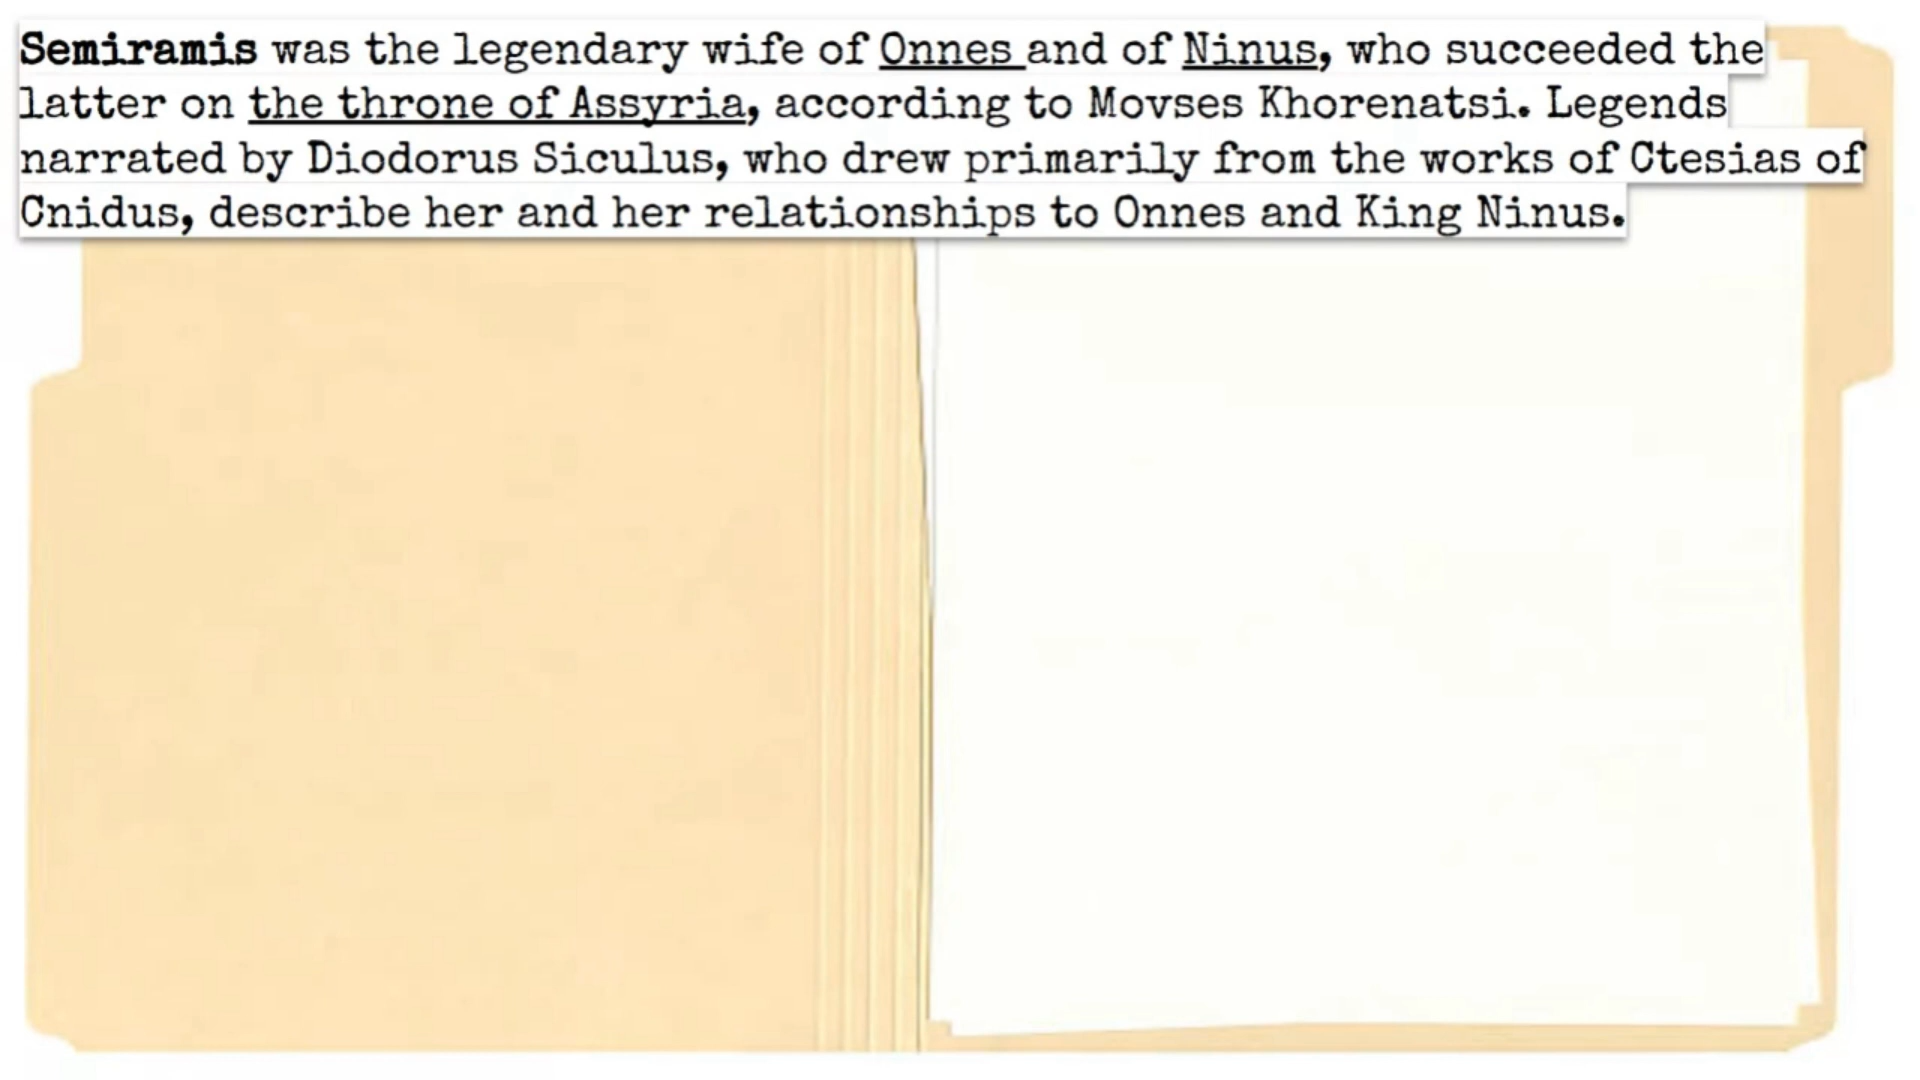 Semiramis was the legendary wife of Onnes and of Ninus, who succeeded the
latter on the throne of Assyria, according to Movses Khorenatsi. Legends
narrated by Diodorus Siculus, who drew primarily from the works of Ctesias of
Cnidus, describe her and her relationships to Onnes and King Ninus.